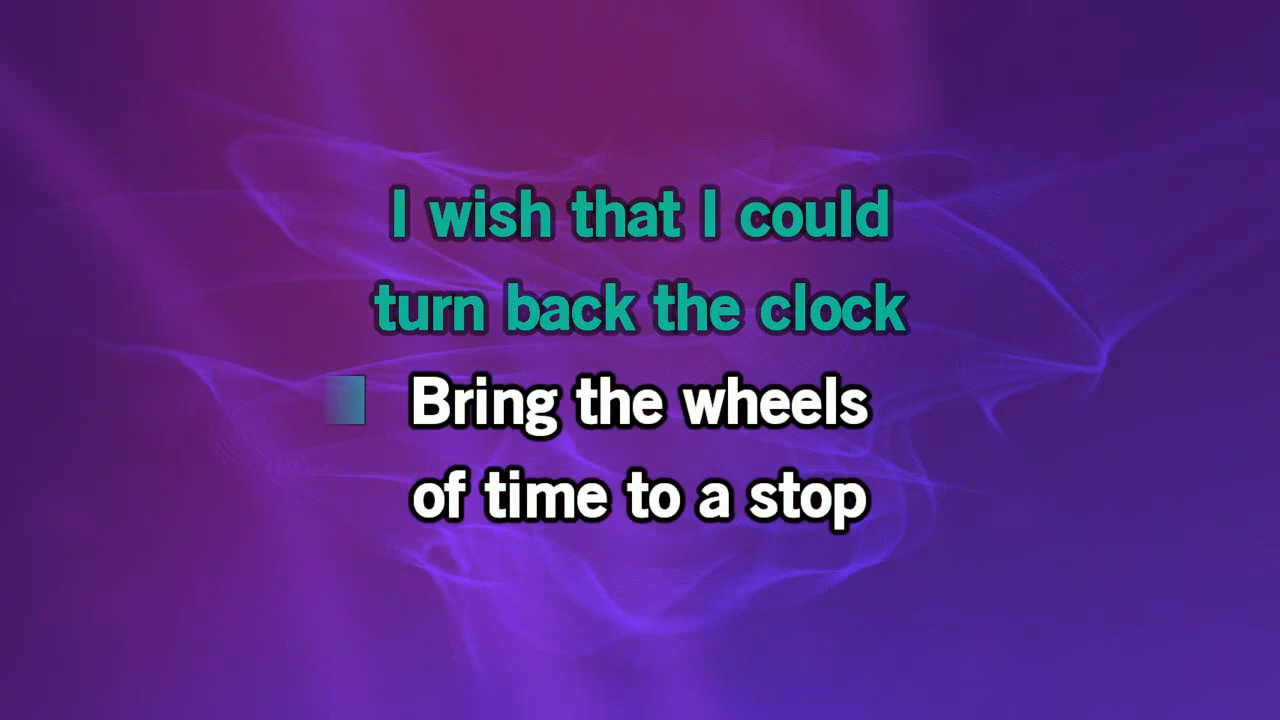 I wish that I could
turn back the clock
Bring the wheels
of time to a stop